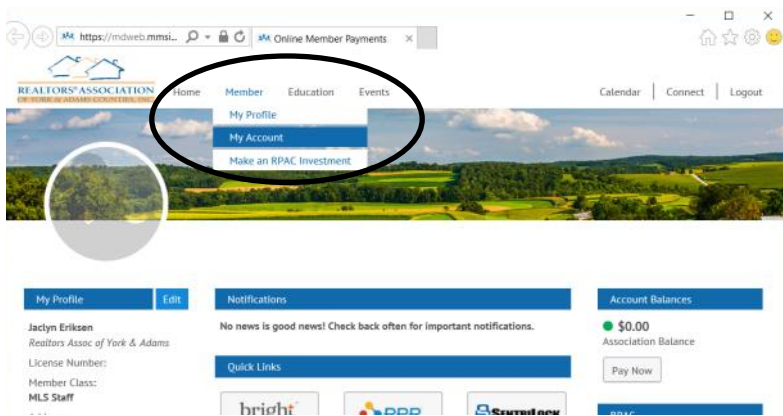 https://mdweb.mmsi...
Online Member Payments
REALTORS® ASSOCIATION
OF YORK & ADAMS COUNTIES, INC.
Home
Member
Education
Events
Calendar
Connect
Logout
My Profile
My Account
Make an RPAC Investment
My Profile
Edit
Notifications
Account Balances
Jaclyn Eriksen
Realtors Assoc of York & Adams
License Number:
Member Class:
MLS Staff
No news is good news! Check back often for important notifications.
Quick Links
bright
RPR
SENTRILOCK
$0.00
Association Balance
Pay Now
RPAC